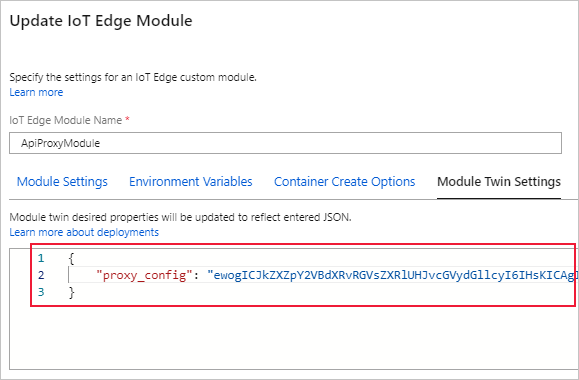 Update IoT Edge Module
Specify the settings for an IoT Edge custom module.
Learn more
IoT Edge Module Name *
ApiProxyModule
Module Settings Environment Variables Container Create Options Module Twin Settings
Module twin desired properties will be updated to reflect entered JSON.
Learn more about deployments
1 {
2 "proxy_config": "ewogICJkZXZpY2VBdXRvRGVsZXRlUHJvcGVydGllcyI6IHsKICAgI
3 }